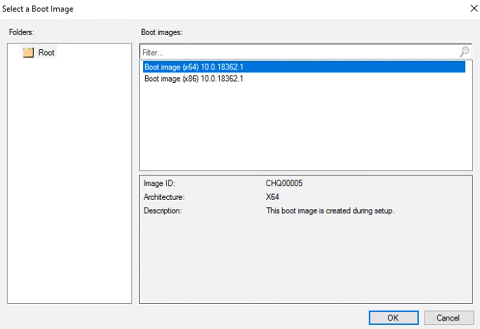 Select a Boot Image
Folders:
Boot images:
Root
Filter...
Boot image (x64) 10.0.18362.1
Boot image (x86) 10.0.18362.1
Image ID: CHQ00005
Architecture: X64
Description: This boot image is created during setup.
OK Cancel